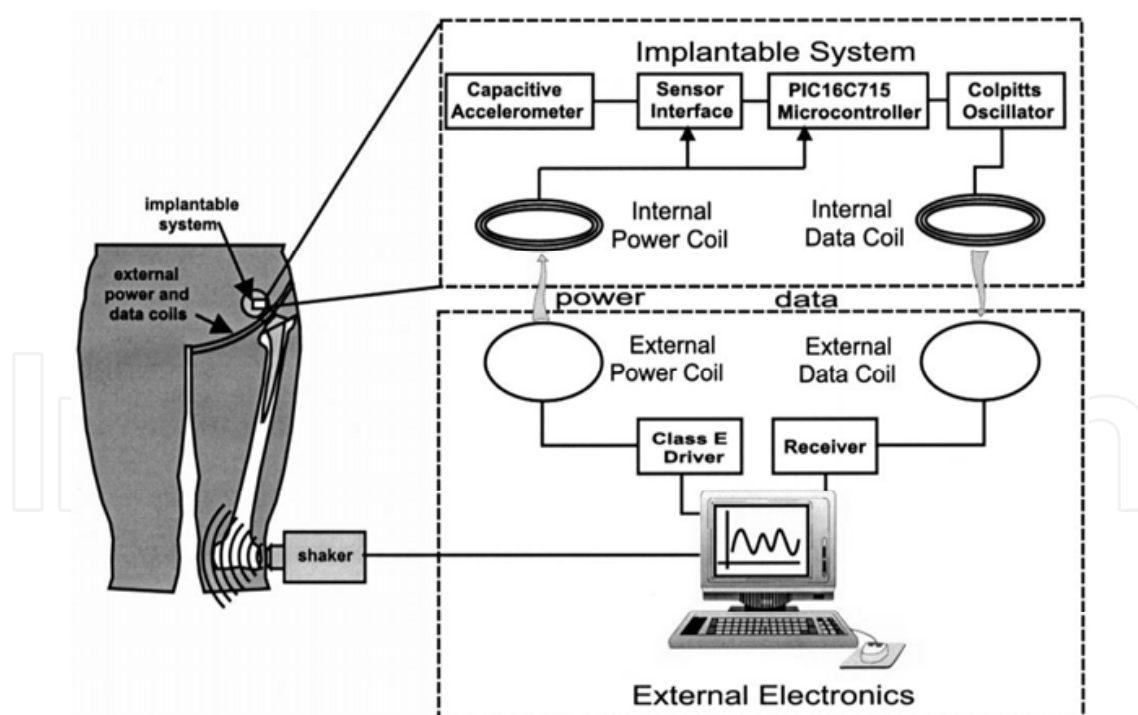 Implantable System
Capacitive
Accelerometer
Sensor
Interface
PIC16C715
Microcontroller
Colpitts
Oscillator
implantable
system
Internal
Power Coil
Internal
Data Coil
external
power and
data coils
power
data
External
Power Coil
External
Data Coil
Class E
Driver
Receiver
shaker
External Electronics